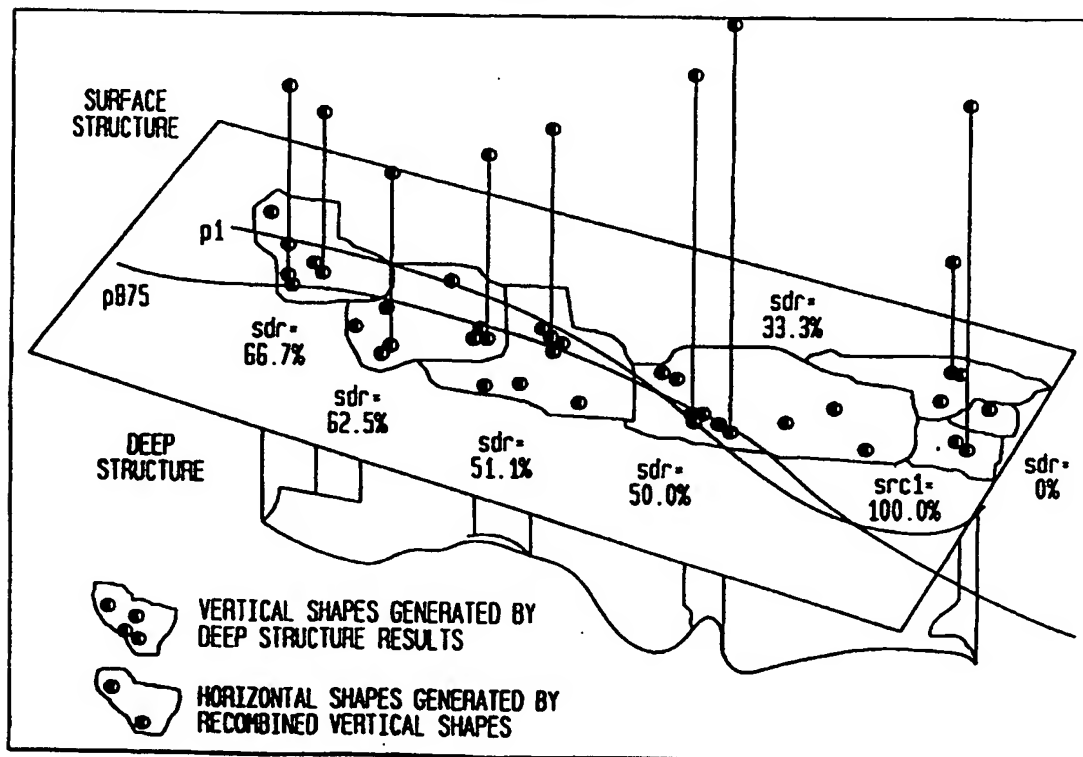 SURFACE
STRUCTURE
p1
p875
sdr=
66.7%
sdr=
62.5%
sdr=
51.1%
sdr=
50.0%
sdr=
33.3%
src1=
100.0%
sdr=
0%
DEEP
STRUCTURE
VERTICAL SHAPES GENERATED BY
DEEP STRUCTURE RESULTS
HORIZONTAL SHAPES GENERATED BY
RECOMBINED VERTICAL SHAPES